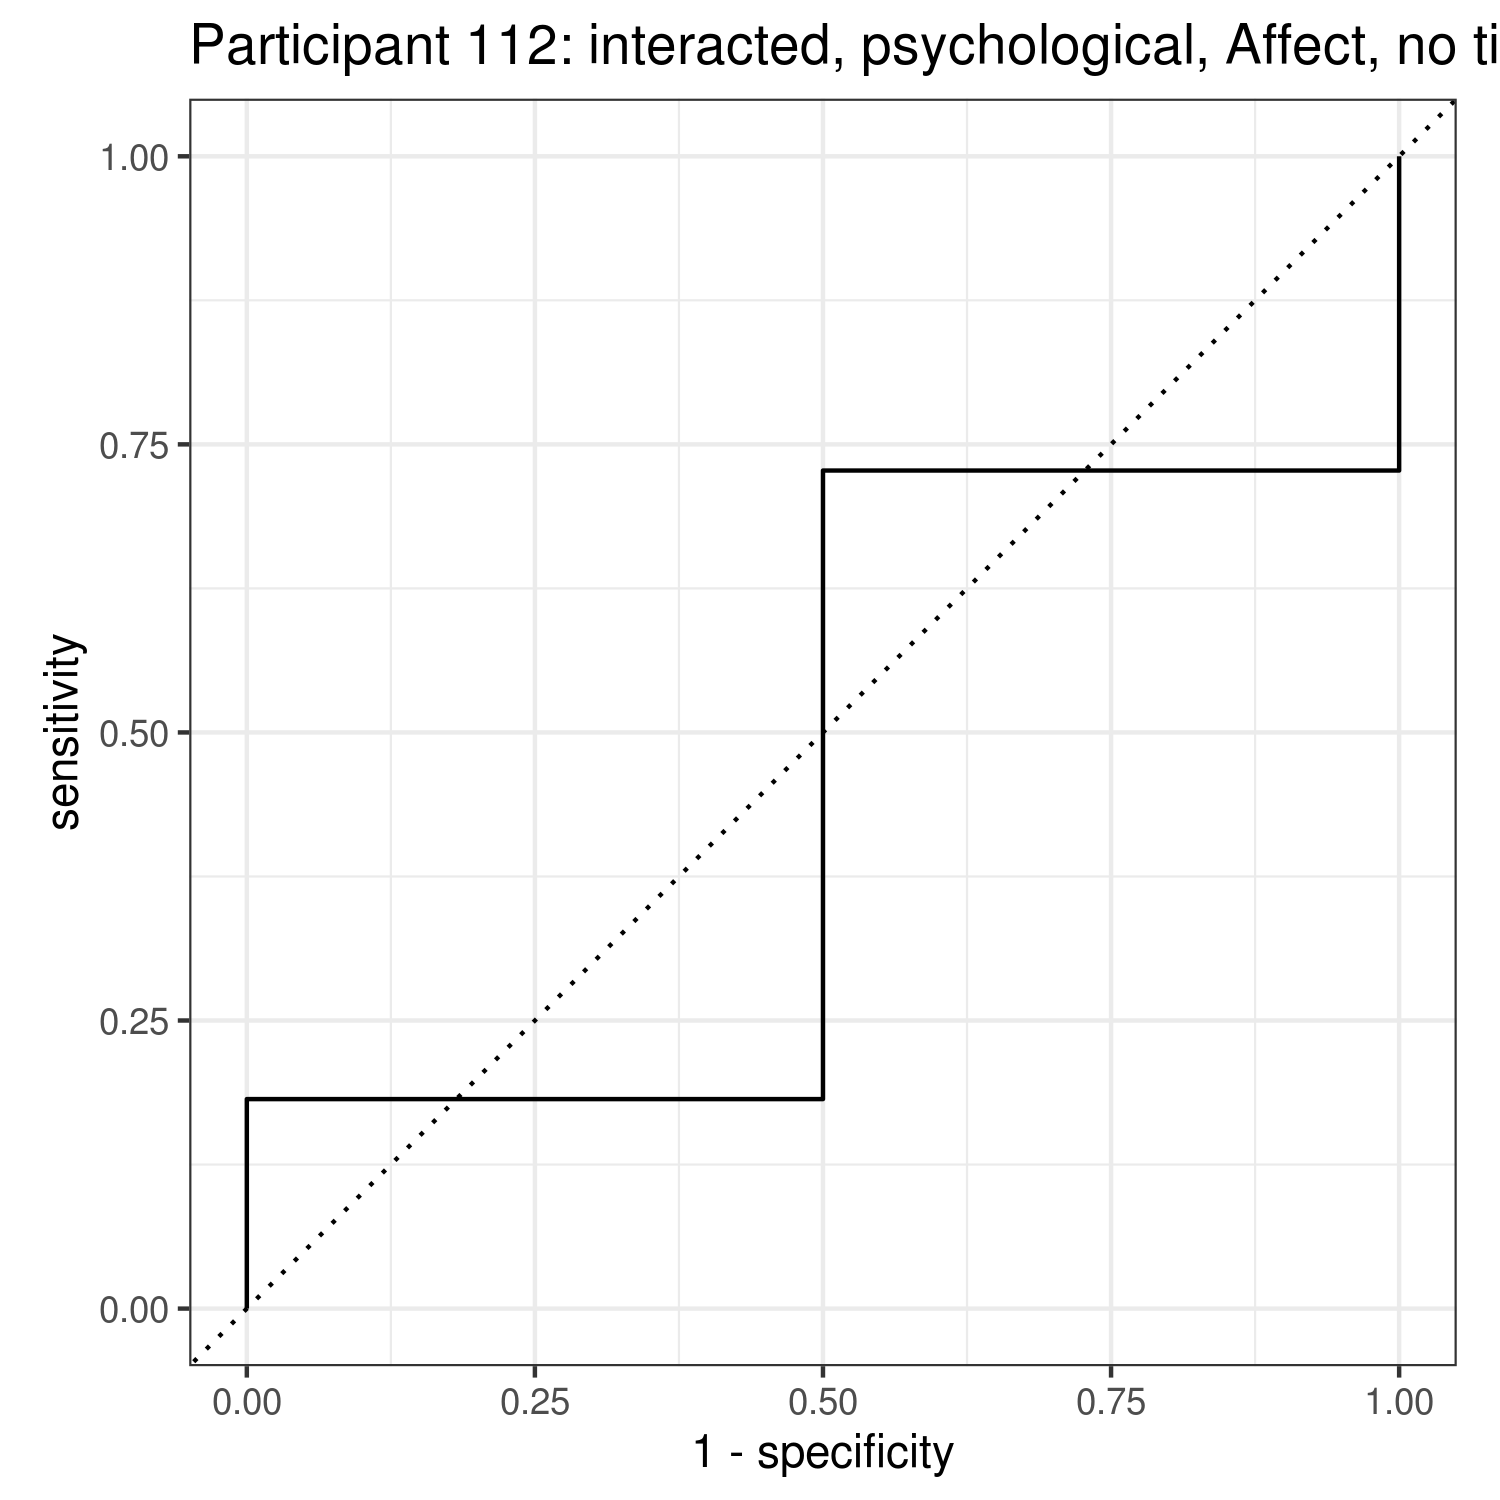 Participant 112: interacted, psychological, Affect, no ti
1.00
0.75
0.50
0.25
0.00
sensitivity
0.00 0.25 0.50 0.75 1.00
1 - specificity